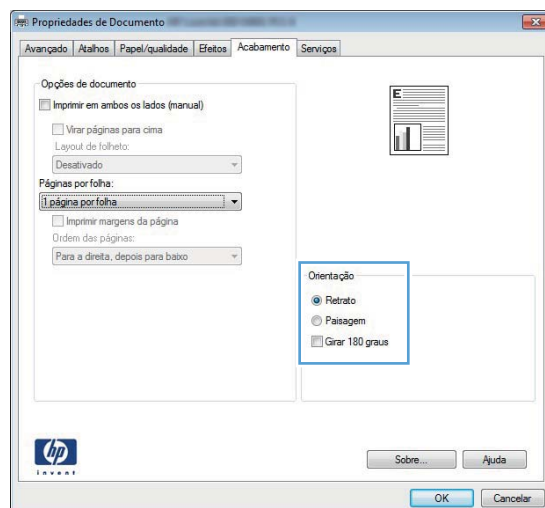 Propriedades de Documento
Avançado Atalhos Papel/qualidade Efeitos Acabamento Serviços
Opções de documento
Imprimir em ambos os lados (manual)
Virar páginas para cima
Layout de folheto:
Desativado
Páginas por folha:
1 página por folha
Imprimir margens da página
Ordem das páginas:
Para a direita, depois para baixo
E
Orientação
Retrato
Paisagem
Girar 180 graus
hp
invent
Sobre... Ajuda
OK Cancelar